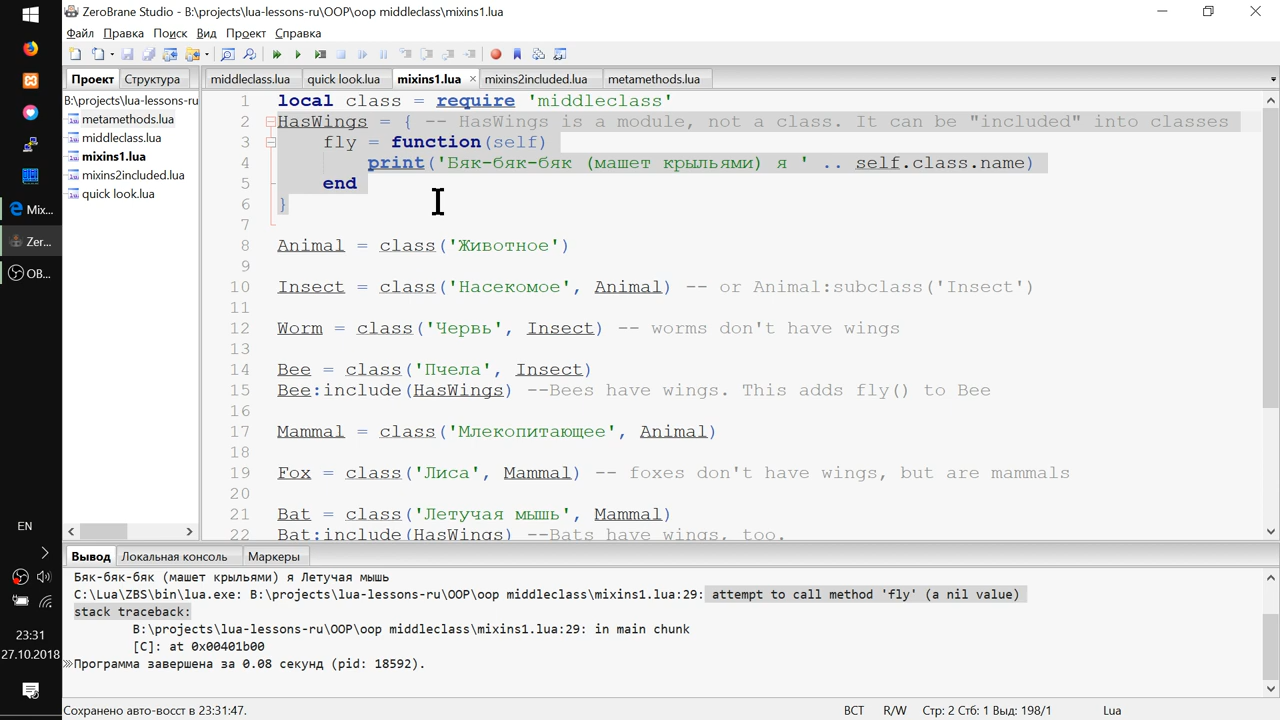 ZeroBrane Studio - B:\projects\lua-lessons-ru\OOP\oop middleclass\mixins1.lua
Файл Правка Поиск Вид Проект Справка
Проект Структура
middleclass.lua quick look.lua mixins1.lua × mixins2included.lua metamethods.lua
B:\projects\lua-lessons-ru
metamethods.lua
middleclass.lua
mixins1.lua
mixins2included.lua
quick look.lua
1 local class = require 'middleclass'
2 HasWings = { -- HasWings is a module, not a class. It can be "included" into classes
3 fly = function(self)
4 print('Бяк-бяк-бяк (машет крыльями) я ' .. self.class.name)
5 end
6 }
7
8 Animal = class('Животное')
9
10 Insect = class('Насекомое', Animal) -- or Animal:subclass('Insect')
11
12 Worm = class('Червь', Insect) -- worms don't have wings
13
14 Bee = class('Пчела', Insect)
15 Bee:include(HasWings) --Bees have wings. This adds fly() to Bee
16
17 Mammal = class('Млекопитающее', Animal)
18
19 Fox = class('Лиса', Mammal) -- foxes don't have wings, but are mammals
20
21 Bat = class('Летучая мышь', Mammal)
22 Bat:include(HasWings) --Bats have wings, too.
Mix...
Zer...
OB...
EN
23:31
27.10.2018
Вывод Локальная консоль Маркеры
Бяк-бяк-бяк (машет крыльями) я Летучая мышь
C:\Lua\ZBS\bin\lua.exe: B:\projects\lua-lessons-ru\OOP\oop middleclass\mixins1.lua:29: attempt to call method 'fly' (a nil value)
stack traceback:
B:\projects\lua-lessons-ru\OOP\oop middleclass\mixins1.lua:29: in main chunk
[C]: at 0x00401b00
Программа завершена за 0.08 секунд (pid: 18592).
Сохранено авто-восст в 23:31:47. ВСТ R/W Стр: 2 Стб: 1 Выд: 198/1 Lua